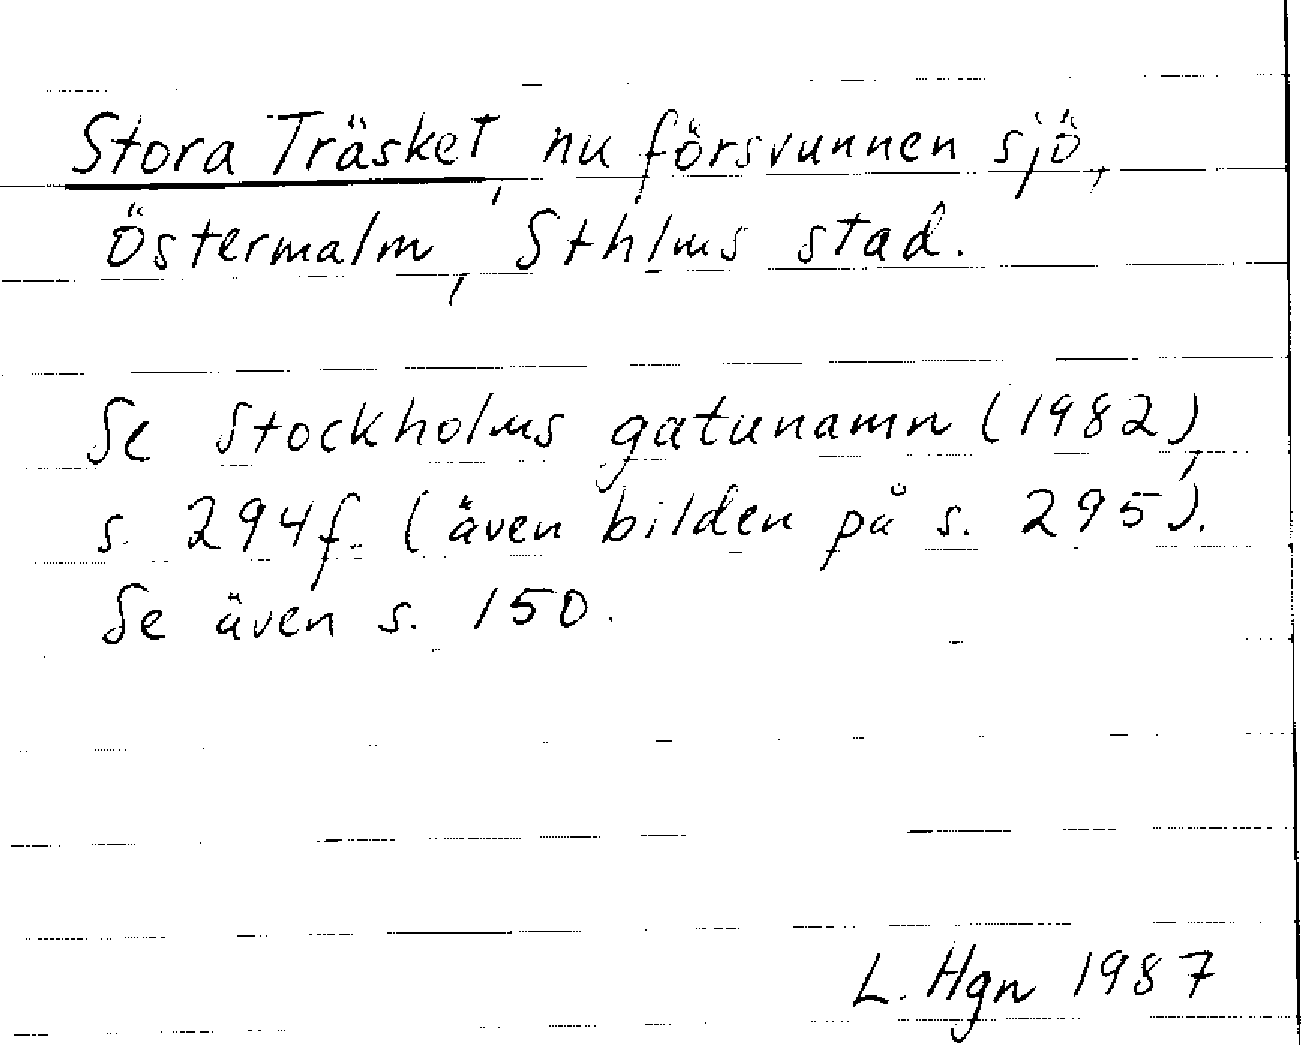 Stora Träsket, nu försvunnen sjö,
Östermalm, Sthlms stad.
Se Stockholms gatunamn (1982),
s. 294f. (även bilden på s. 295).
Se även s. 150.
L. Hgn 1987